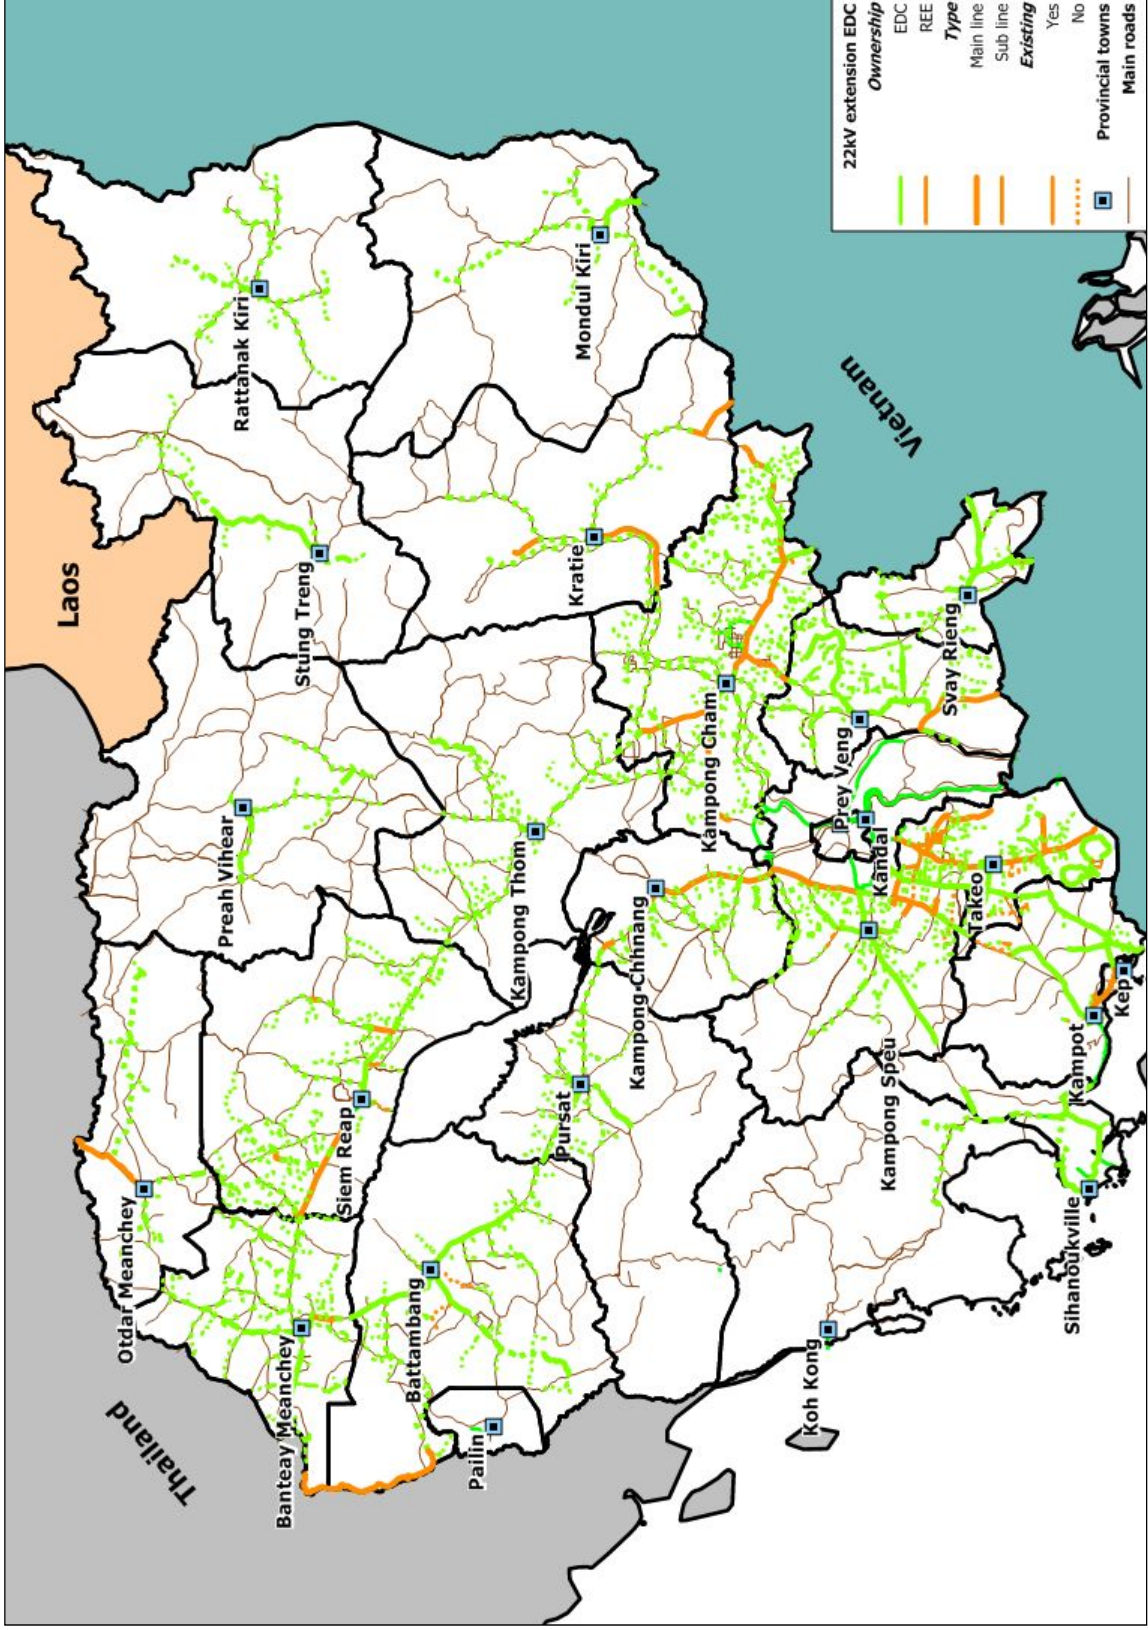 Laos
Thailand
Vietnam
Otdar Meanchey
Banteay Meanchey
Siem Reap
Preah Vihear
Stung Treng
Rattanak Kiri
Mondul Kiri
Kratie
Kampong Thom
Battambang
Pailin
Pursat
Kampong Chhnang
Kampong Cham
Koh Kong
Kampong Speu
Kandal
Prey Veng
Svay Rieng
Takeo
Kampot
Kep
Sihanoukville
22kV extension EDC
Ownership
EDC
REE
Type
Main line
Sub line
Existing
Yes
No
Provincial towns
Main roads